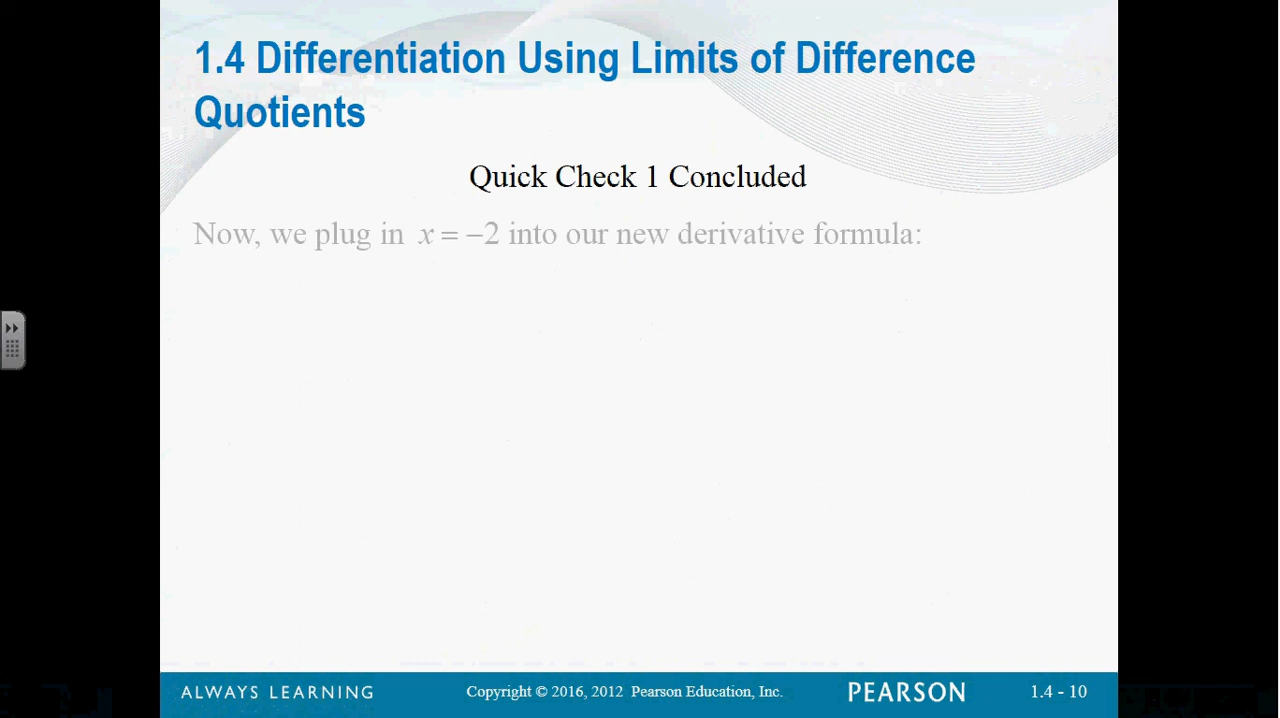 1.4 Differentiation Using Limits of Difference
Quotients
Quick Check 1 Concluded
Now, we plug in x = −2 into our new derivative formula:
ALWAYS LEARNING
Copyright © 2016, 2012 Pearson Education, Inc.
PEARSON
1.4 - 10